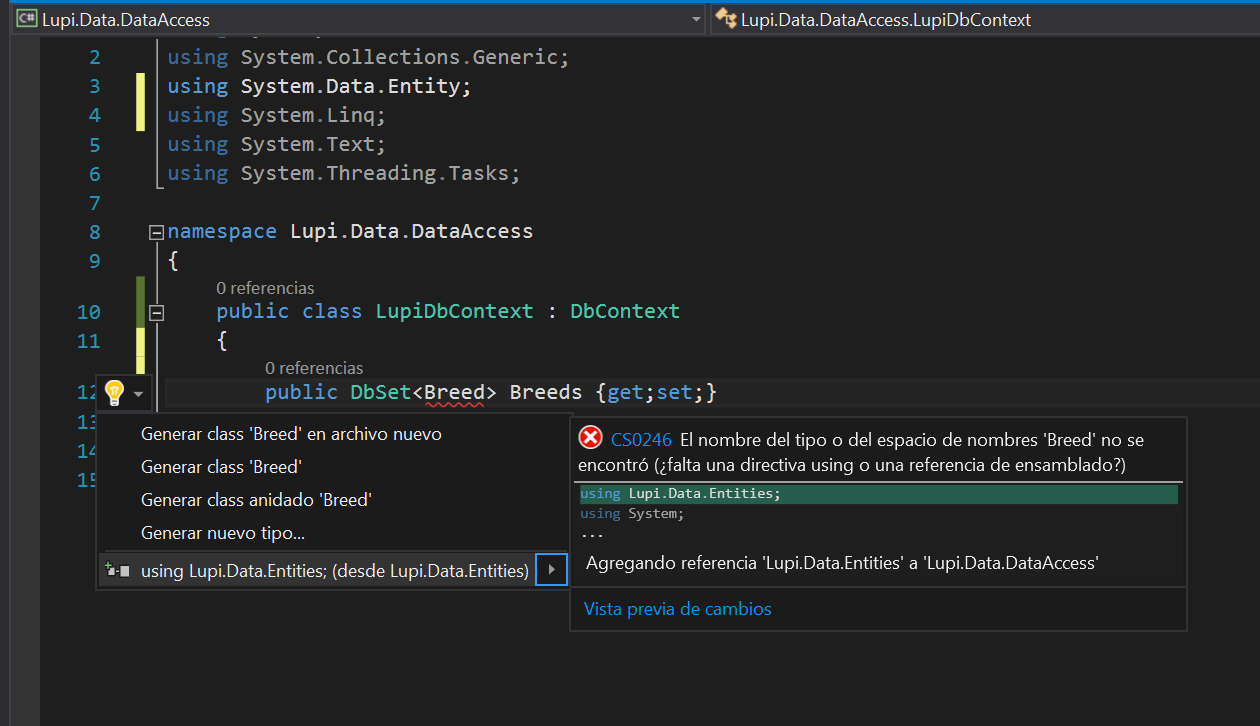 C# Lupi.Data.DataAccess
Lupi.Data.DataAccess.LupiDbContext
2 using System.Collections.Generic;
3 using System.Data.Entity;
4 using System.Linq;
5 using System.Text;
6 using System.Threading.Tasks;
7
8 namespace Lupi.Data.DataAccess
9 {
0 referencias
10 public class LupiDbContext : DbContext
11 {
0 referencias
12 public DbSet<Breed> Breeds {get;set;}
13
14
15
Generar class 'Breed' en archivo nuevo
Generar class 'Breed'
Generar class anidado 'Breed'
Generar nuevo tipo...
using Lupi.Data.Entities; (desde Lupi.Data.Entities)
CS0246 El nombre del tipo o del espacio de nombres 'Breed' no se
encontró (¿falta una directiva using o una referencia de ensamblado?)
using Lupi.Data.Entities;
using System;
...
Agregando referencia 'Lupi.Data.Entities' a 'Lupi.Data.DataAccess'
Vista previa de cambios